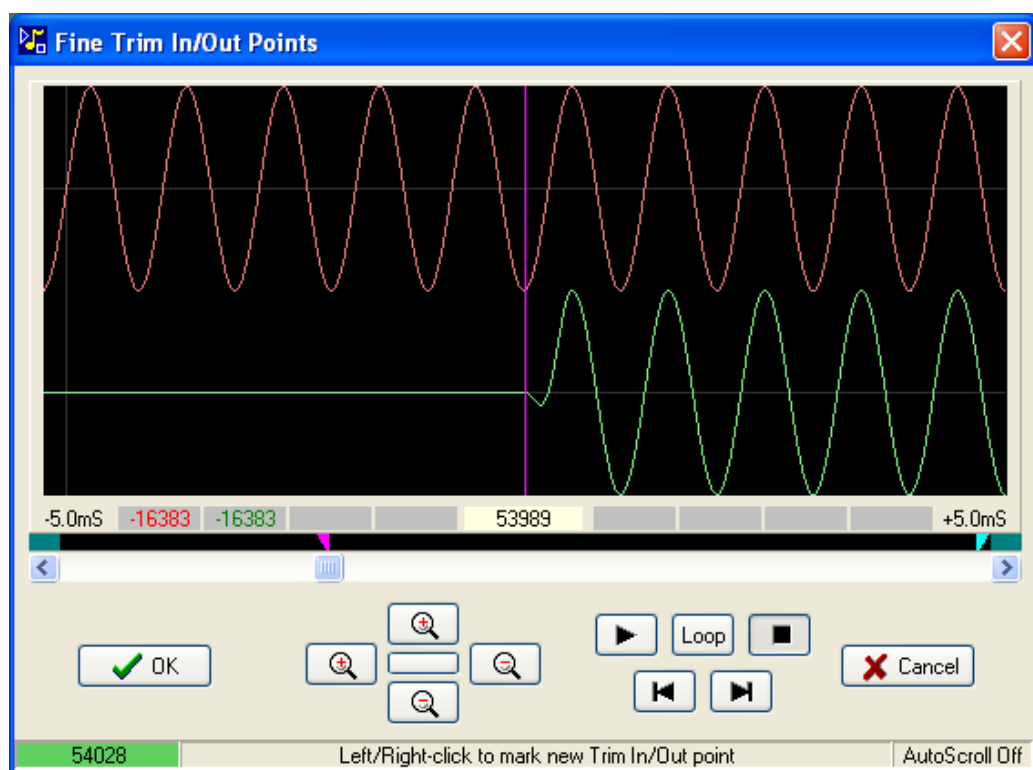 Fine Trim In/Out Points
-5.0mS -16383 -16383 53989 +5.0mS
OK Loop Cancel
54028 Left/Right-click to mark new Trim In/Out point AutoScroll Off